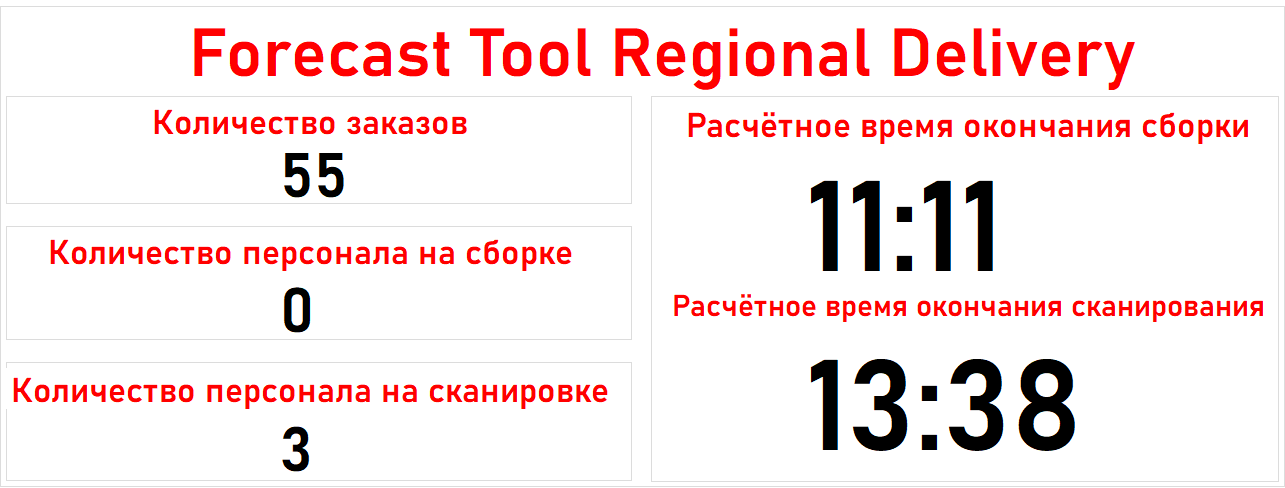 Forecast Tool Regional Delivery
Количество заказов
55
Количество персонала на сборке
0
Количество персонала на сканировке
3
Расчётное время окончания сборки
11:11
Расчётное время окончания сканирования
13:38